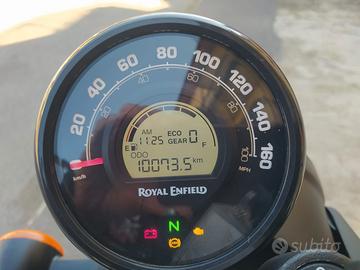 20 40 60 80 100 120 140 160
20 40 60 80 100
km/h
MPH
AM ECO
11:25 GEAR 0
E F
ODO
10073.5 km
ROYAL ENFIELD
N
subito